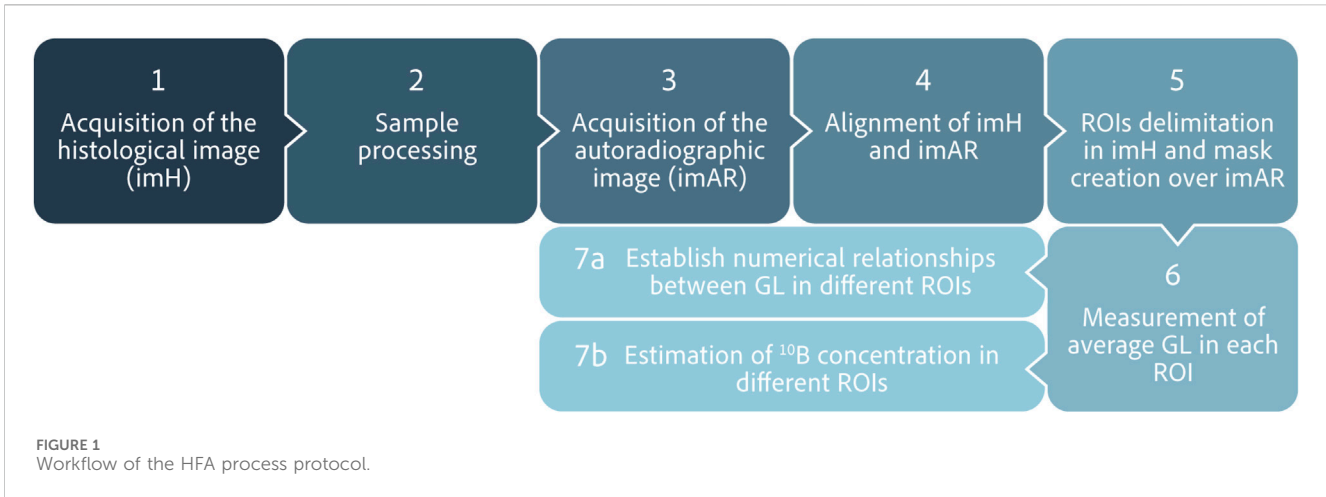 1
Acquisition of the
histological image
(imH)
2
Sample
processing
3
Acquisition of the
autoradiographic
image (imAR)
4
Alignment of imH
and imAR
5
ROIs delimitation
in imH and mask
creation over imAR
6
Measurement of
average GL in each
ROI
7a Establish numerical relationships
between GL in different ROIs
7b Estimation of ¹⁰B concentration in
different ROIs
FIGURE 1
Workflow of the HFA process protocol.